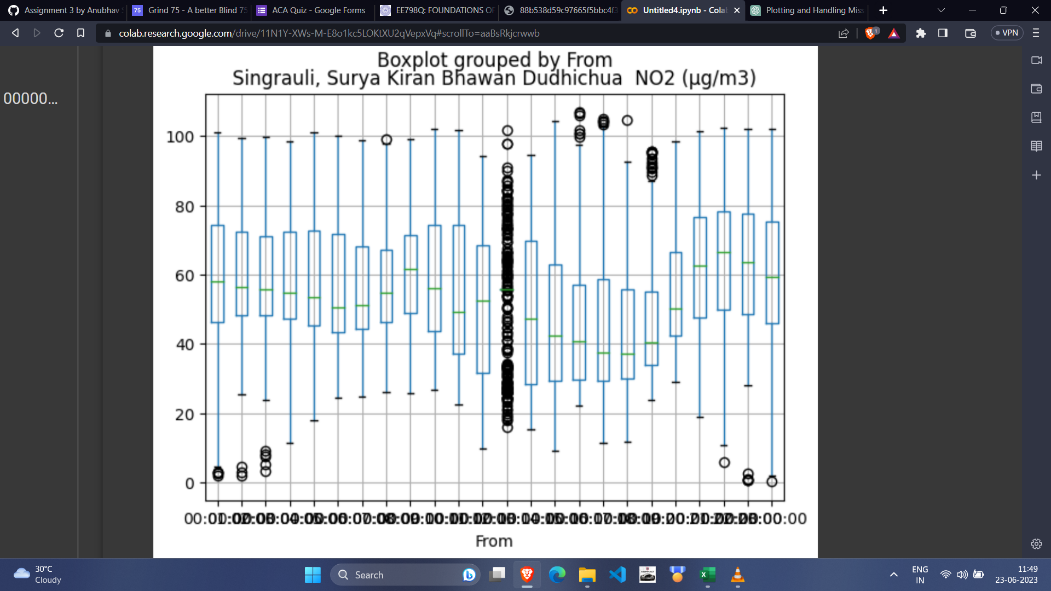 Assignment 3 by Anubhav
Grind 75 - A better Blind 75
ACA Quiz - Google Forms
EE798Q: FOUNDATIONS OF
88b538d59c97665f5bbc4df
Untitled4.ipynb - Colab
Plotting and Handling Miss
colab.research.google.com/drive/11N1Y-XWs-M-E8o1kc5LOKtXU2qVepxVq#scrollTo=aaBsRkjcrwwb
VPN
00000...
Boxplot grouped by From
Singrauli, Surya Kiran Bhawan Dudhichua NO2 (µg/m3)
100
80
60
40
20
0
From
30°C
Cloudy
Search
ENG
IN
11:49
23-06-2023